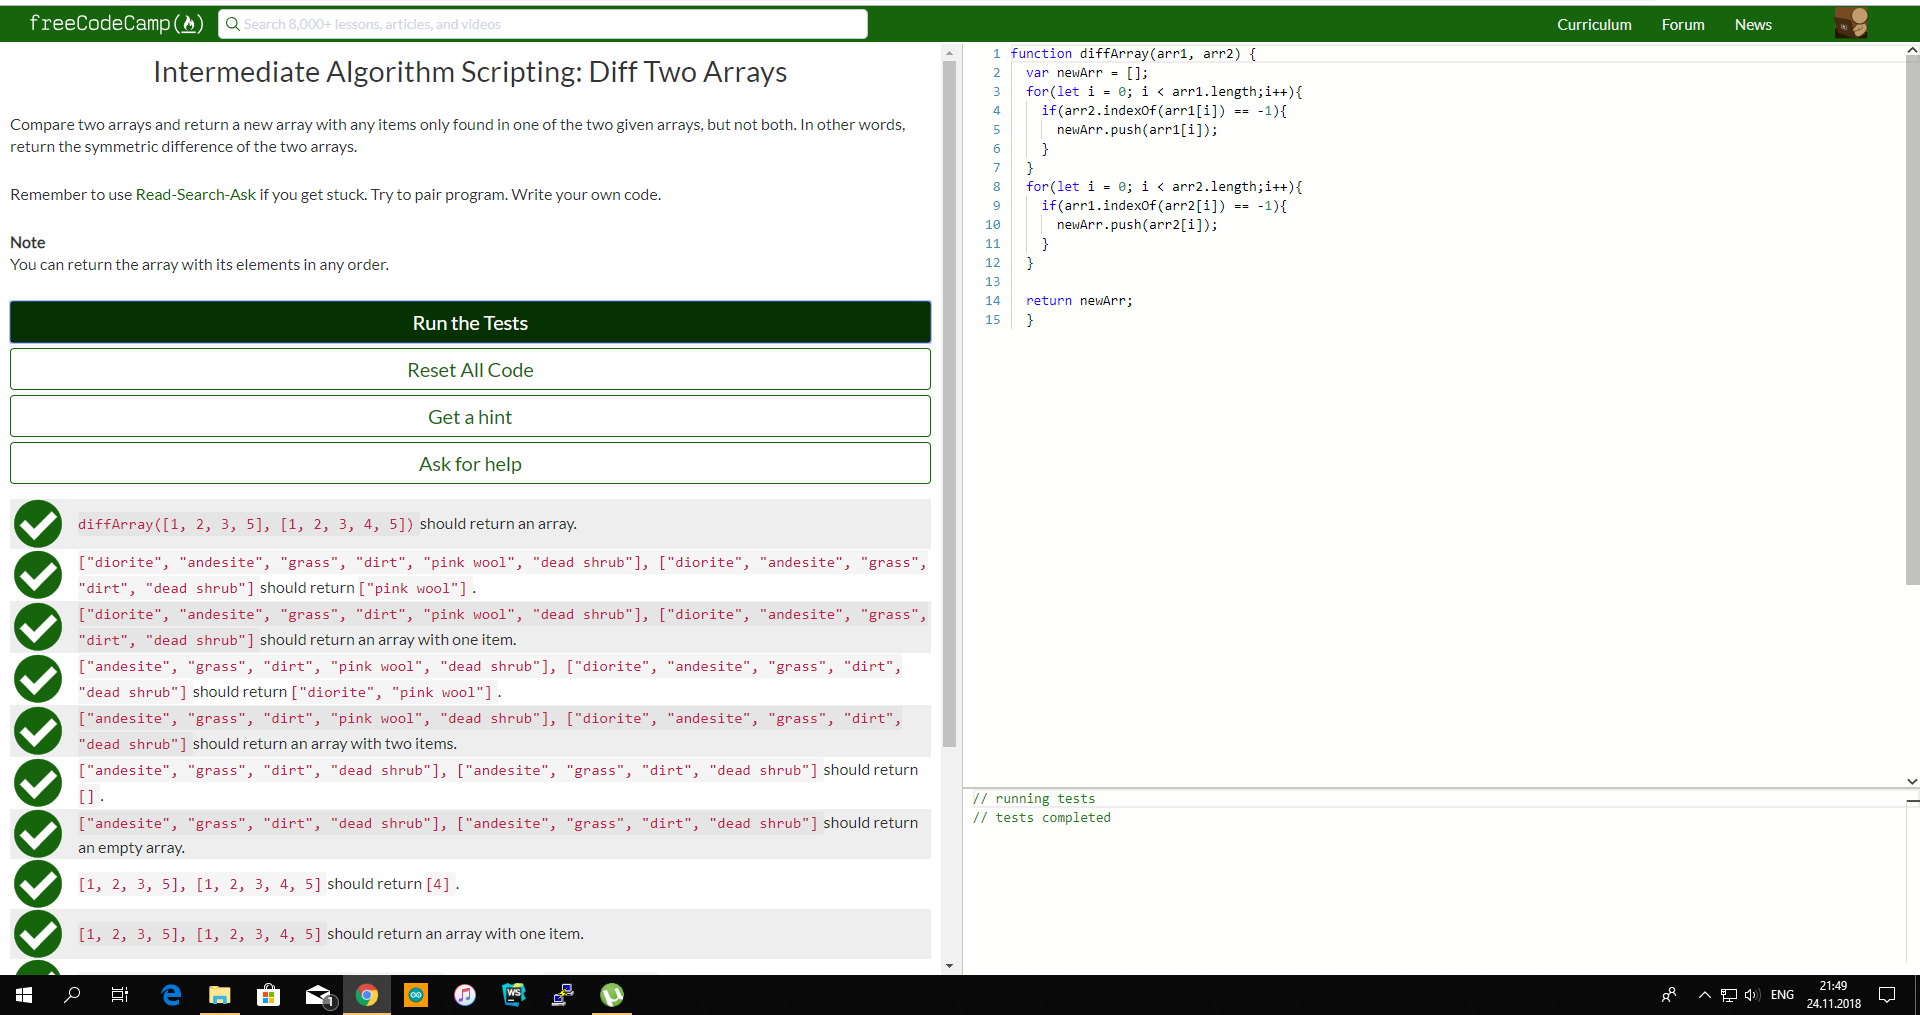 freeCodeCamp
Search 8,000+ lessons, articles, and videos
Curriculum Forum News
Intermediate Algorithm Scripting: Diff Two Arrays
Compare two arrays and return a new array with any items only found in one of the two given arrays, but not both. In other words,
return the symmetric difference of the two arrays.
Remember to use Read-Search-Ask if you get stuck. Try to pair program. Write your own code.
Note
You can return the array with its elements in any order.
Run the Tests
Reset All Code
Get a hint
Ask for help
diffArray([1, 2, 3, 5], [1, 2, 3, 4, 5]) should return an array.
["diorite", "andesite", "grass", "dirt", "pink wool", "dead shrub"], ["diorite", "andesite", "grass",
"dirt", "dead shrub"] should return ["pink wool"] .
["diorite", "andesite", "grass", "dirt", "pink wool", "dead shrub"], ["diorite", "andesite", "grass",
"dirt", "dead shrub"] should return an array with one item.
["andesite", "grass", "dirt", "pink wool", "dead shrub"], ["diorite", "andesite", "grass", "dirt",
"dead shrub"] should return ["diorite", "pink wool"] .
["andesite", "grass", "dirt", "pink wool", "dead shrub"], ["diorite", "andesite", "grass", "dirt",
"dead shrub"] should return an array with two items.
["andesite", "grass", "dirt", "dead shrub"], ["andesite", "grass", "dirt", "dead shrub"] should return
[] .
["andesite", "grass", "dirt", "dead shrub"], ["andesite", "grass", "dirt", "dead shrub"] should return
an empty array.
[1, 2, 3, 5], [1, 2, 3, 4, 5] should return [4] .
[1, 2, 3, 5], [1, 2, 3, 4, 5] should return an array with one item.
1 function diffArray(arr1, arr2) {
2 var newArr = [];
3 for(let i = 0; i < arr1.length;i++){
4 if(arr2.indexOf(arr1[i]) == -1){
5 newArr.push(arr1[i]);
6 }
7 }
8 for(let i = 0; i < arr2.length;i++){
9 if(arr1.indexOf(arr2[i]) == -1){
10 newArr.push(arr2[i]);
11 }
12 }
13
14 return newArr;
15 }
// running tests
// tests completed
1
WS
ENG
21:49
24.11.2018